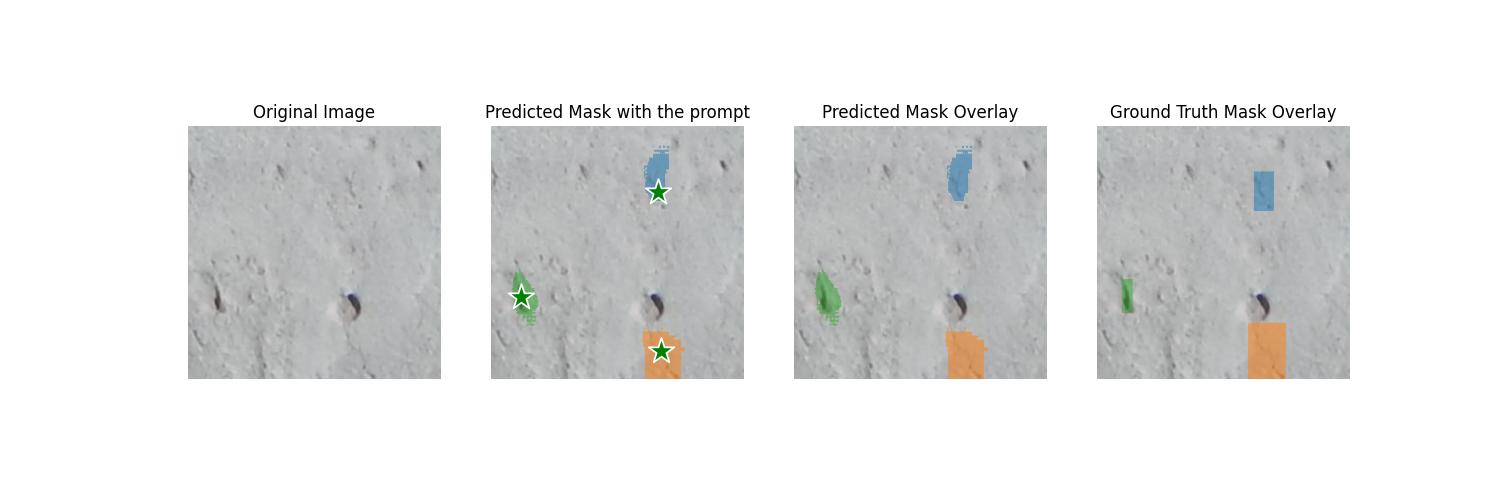 Original Image
Predicted Mask with the prompt
Predicted Mask Overlay
Ground Truth Mask Overlay